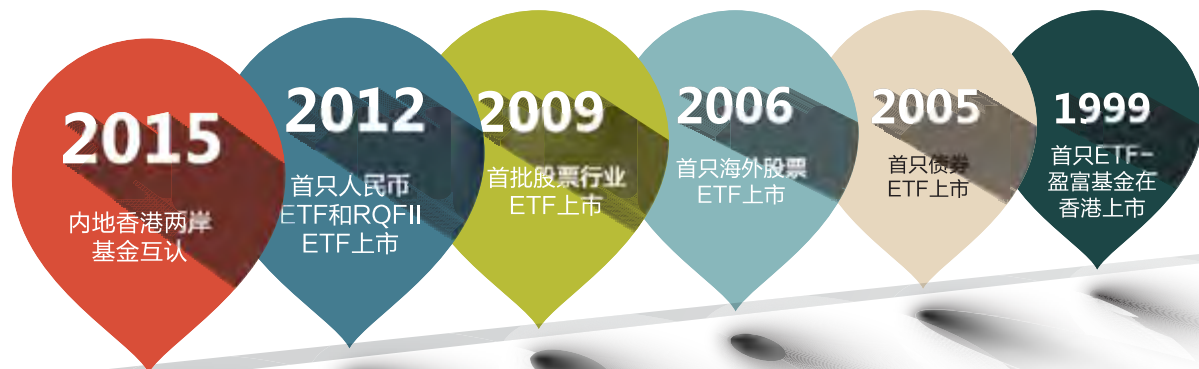 2015
内地香港两岸
基金互认
2012
首只人民币
ETF和RQFII
ETF上市
2009
首批股票行业
ETF上市
2006
首只海外股票
ETF上市
2005
首只债券
ETF上市
1999
首只ETF–
盈富基金在
香港上市